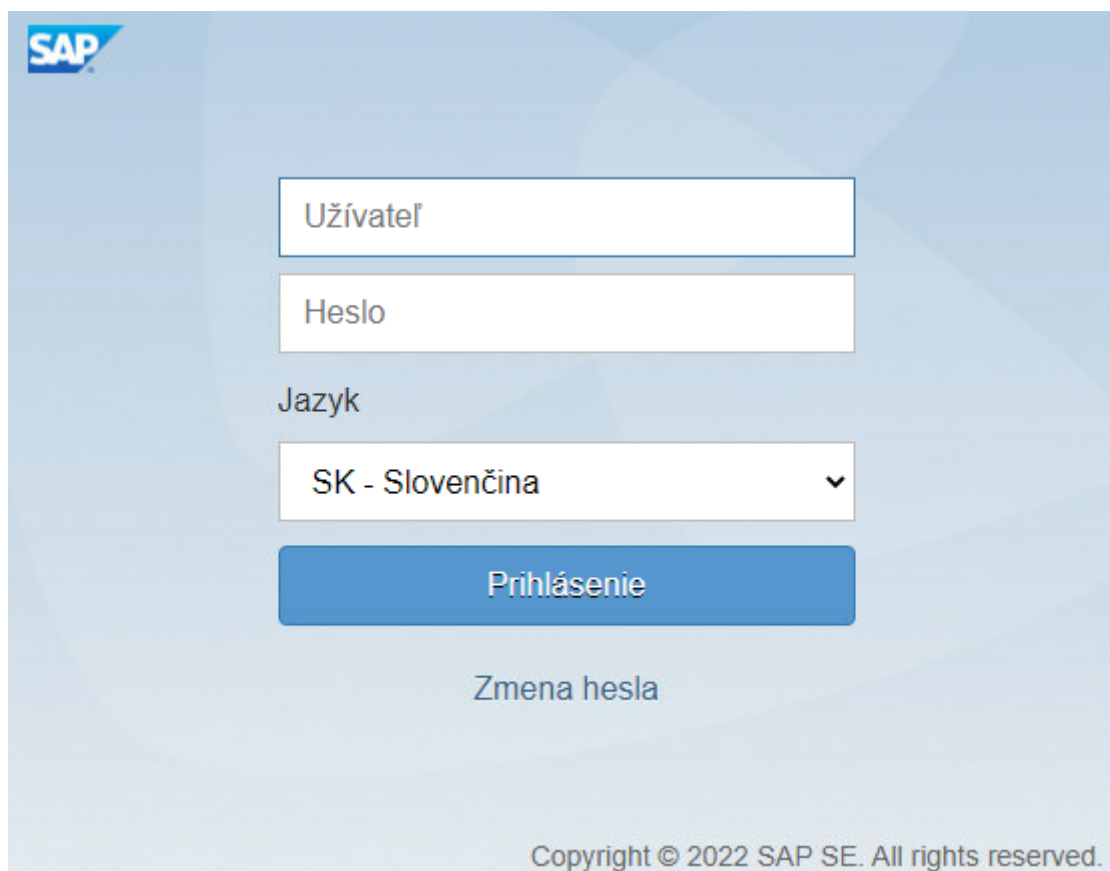 SAP
Užívateľ
Heslo
Jazyk
SK - Slovenčina
Prihlásenie
Zmena hesla
Copyright © 2022 SAP SE. All rights reserved.